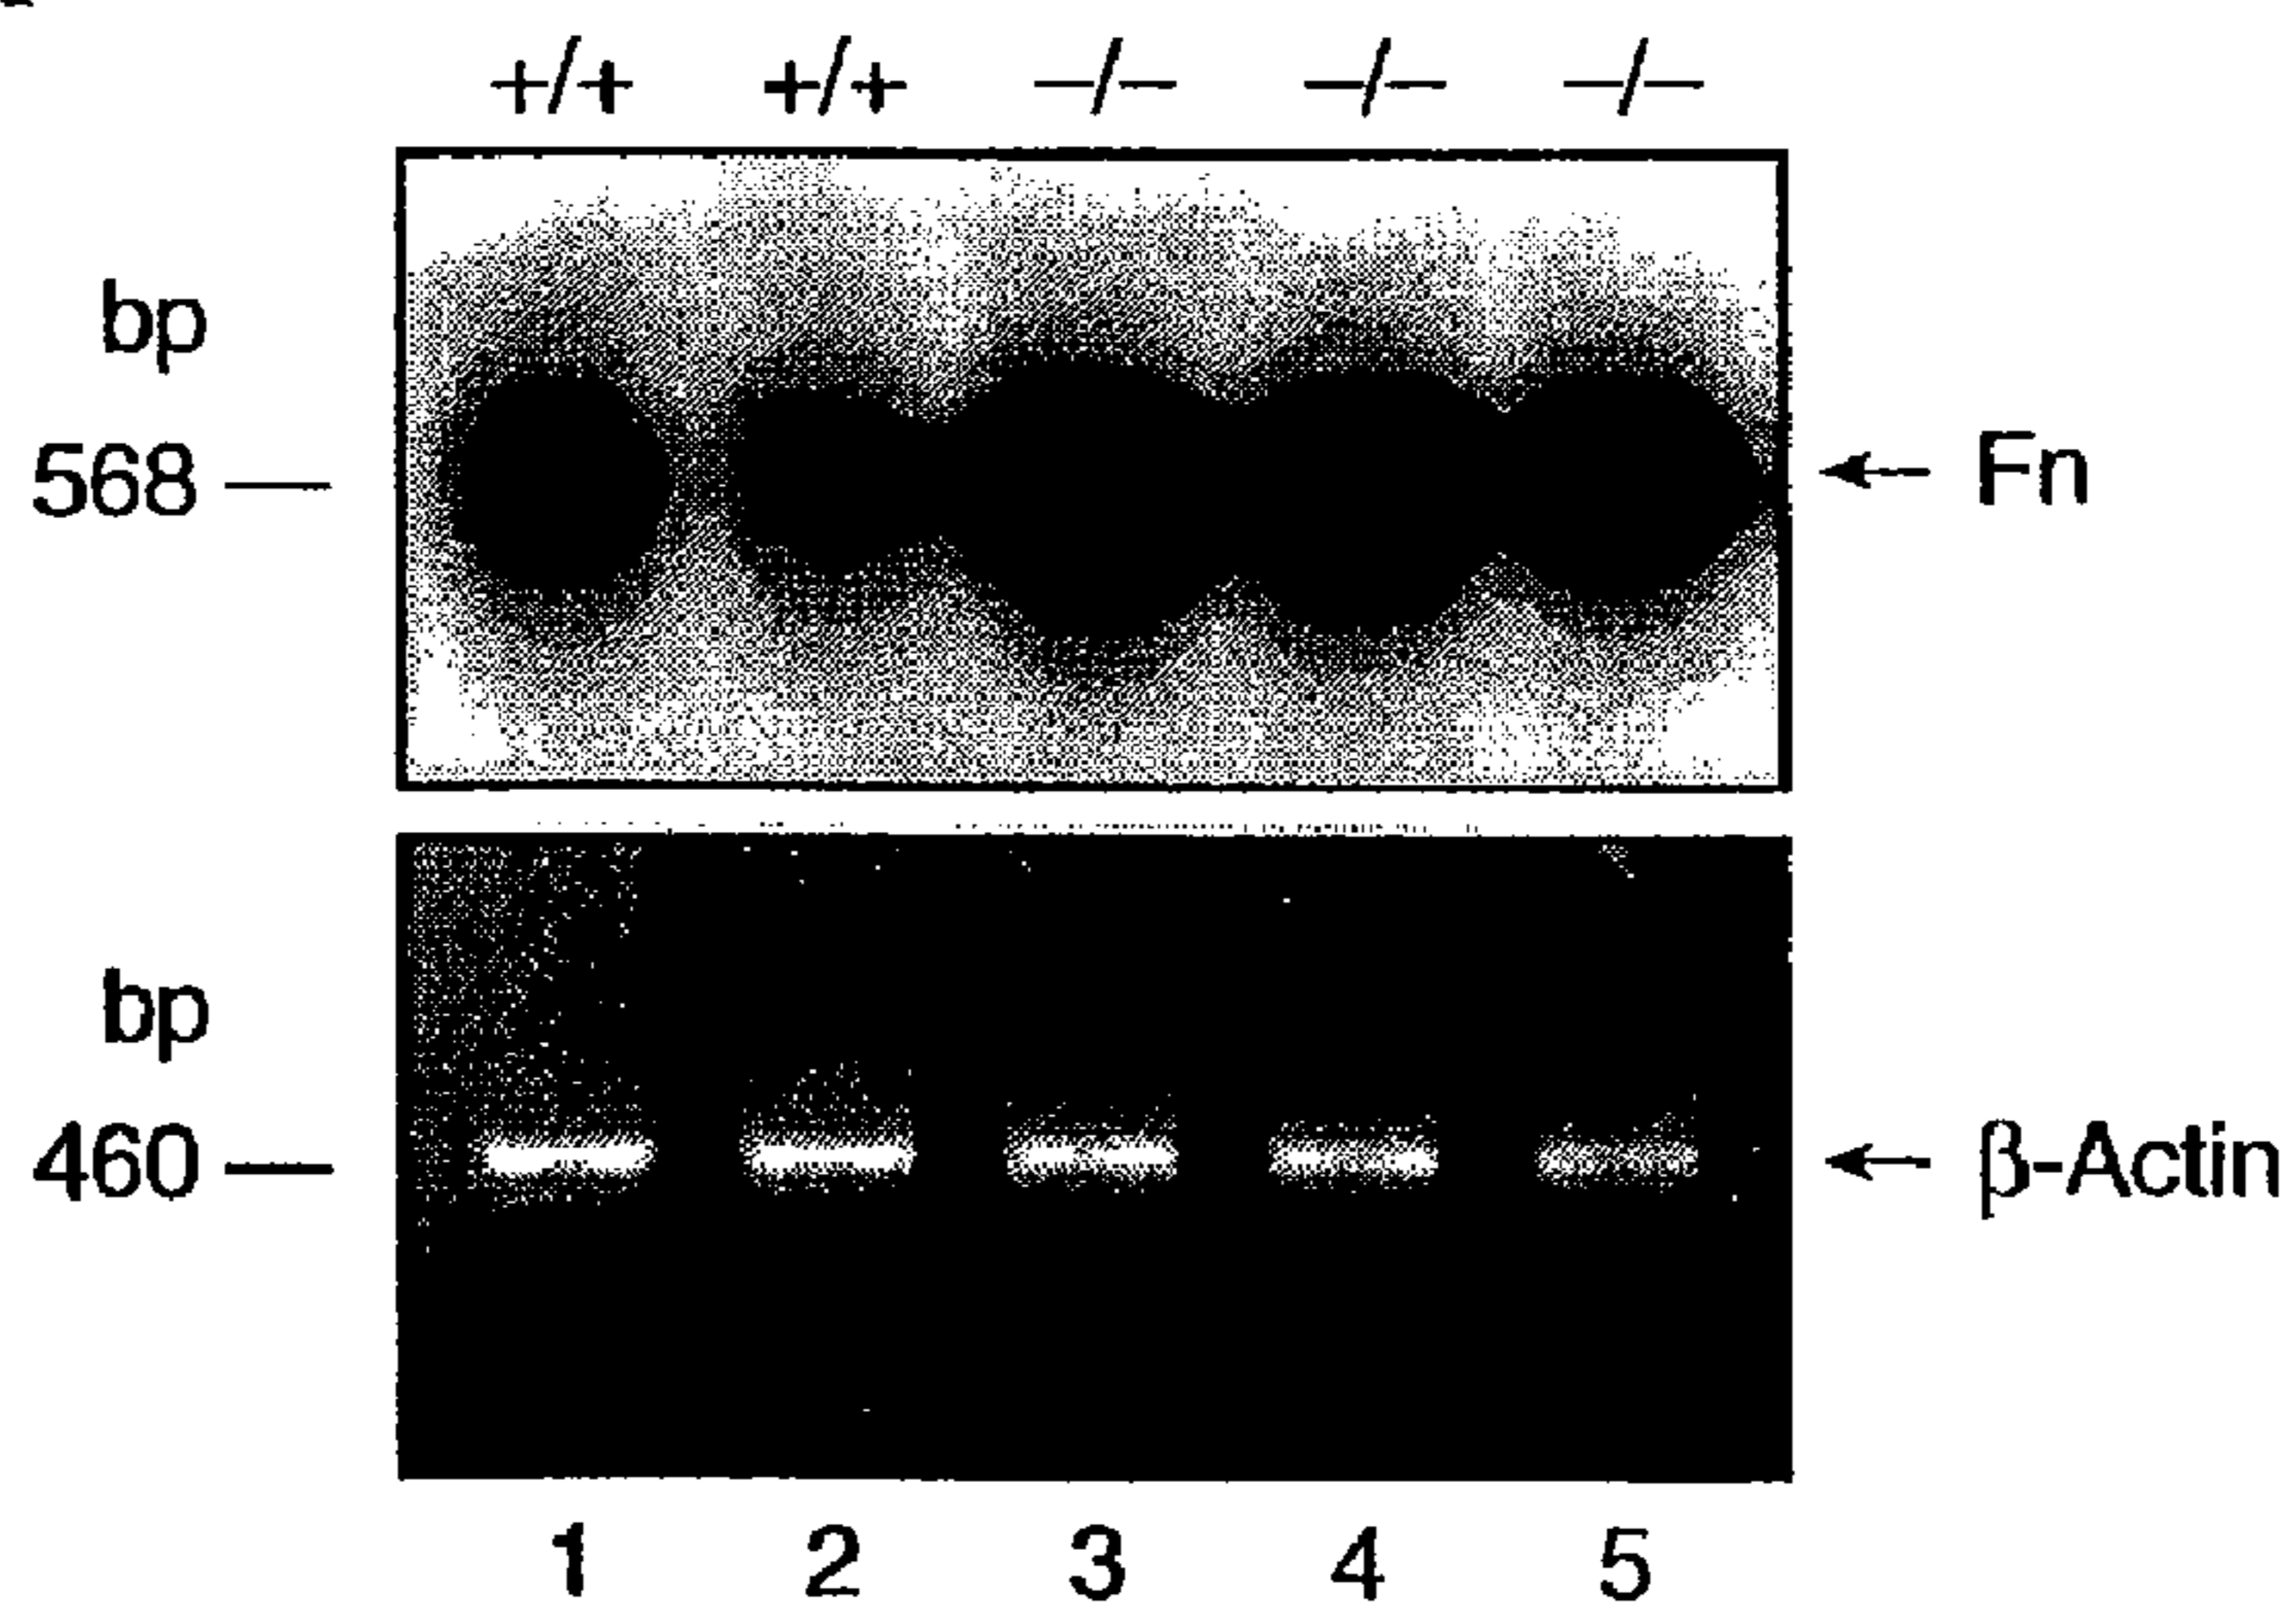 +/+ +/+ –/– –/– –/–
bp
568 Fn
bp
460 β-Actin
1 2 3 4 5